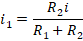 i₁ = R₂i / (R₁ + R₂)